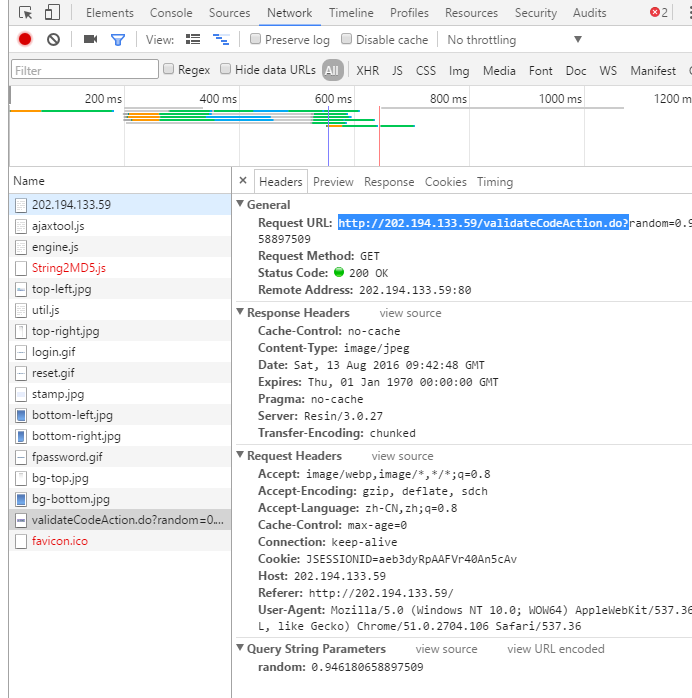 Elements Console Sources Network Timeline Profiles Resources Security Audits 2
View: Preserve log Disable cache No throttling
Filter Regex Hide data URLs All XHR JS CSS Img Media Font Doc WS Manifest
200 ms 400 ms 600 ms 800 ms 1000 ms 1200 m
Name
202.194.133.59
ajaxtool.js
engine.js
String2MD5.js
top-left.jpg
util.js
top-right.jpg
login.gif
reset.gif
stamp.jpg
bottom-left.jpg
bottom-right.jpg
fpassword.gif
bg-top.jpg
bg-bottom.jpg
validateCodeAction.do?random=0....
favicon.ico
× Headers Preview Response Cookies Timing
General
Request URL: http://202.194.133.59/validateCodeAction.do?random=0.9
58897509
Request Method: GET
Status Code: 200 OK
Remote Address: 202.194.133.59:80
Response Headers view source
Cache-Control: no-cache
Content-Type: image/jpeg
Date: Sat, 13 Aug 2016 09:42:48 GMT
Expires: Thu, 01 Jan 1970 00:00:00 GMT
Pragma: no-cache
Server: Resin/3.0.27
Transfer-Encoding: chunked
Request Headers view source
Accept: image/webp,image/*,*/*;q=0.8
Accept-Encoding: gzip, deflate, sdch
Accept-Language: zh-CN,zh;q=0.8
Cache-Control: max-age=0
Connection: keep-alive
Cookie: JSESSIONID=aeb3dyRpAAFVr40An5cAv
Host: 202.194.133.59
Referer: http://202.194.133.59/
User-Agent: Mozilla/5.0 (Windows NT 10.0; WOW64) AppleWebKit/537.36
L, like Gecko) Chrome/51.0.2704.106 Safari/537.36
Query String Parameters view source view URL encoded
random: 0.946180658897509